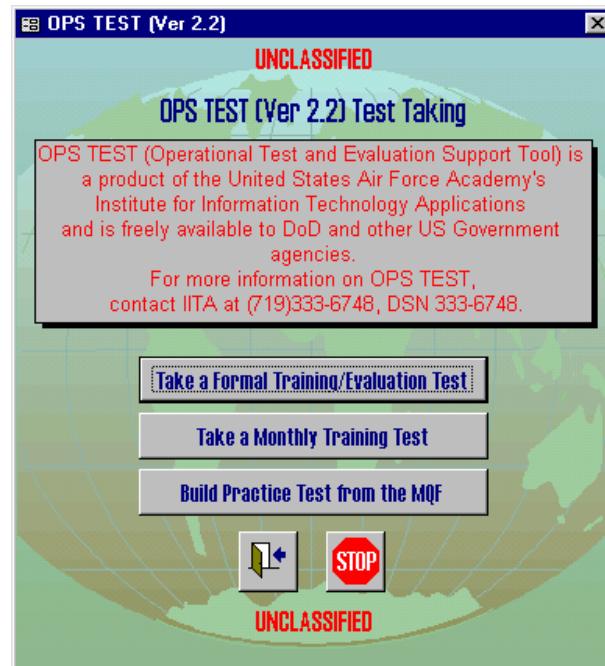 OPS TEST (Ver 2.2)
UNCLASSIFIED
OPS TEST (Ver 2.2) Test Taking
OPS TEST (Operational Test and Evaluation Support Tool) is
a product of the United States Air Force Academy's
Institute for Information Technology Applications
and is freely available to DoD and other US Government
agencies.
For more information on OPS TEST,
contact IITA at (719)333-6748, DSN 333-6748.
Take a Formal Training/Evaluation Test
Take a Monthly Training Test
Build Practice Test from the MQF
STOP
UNCLASSIFIED